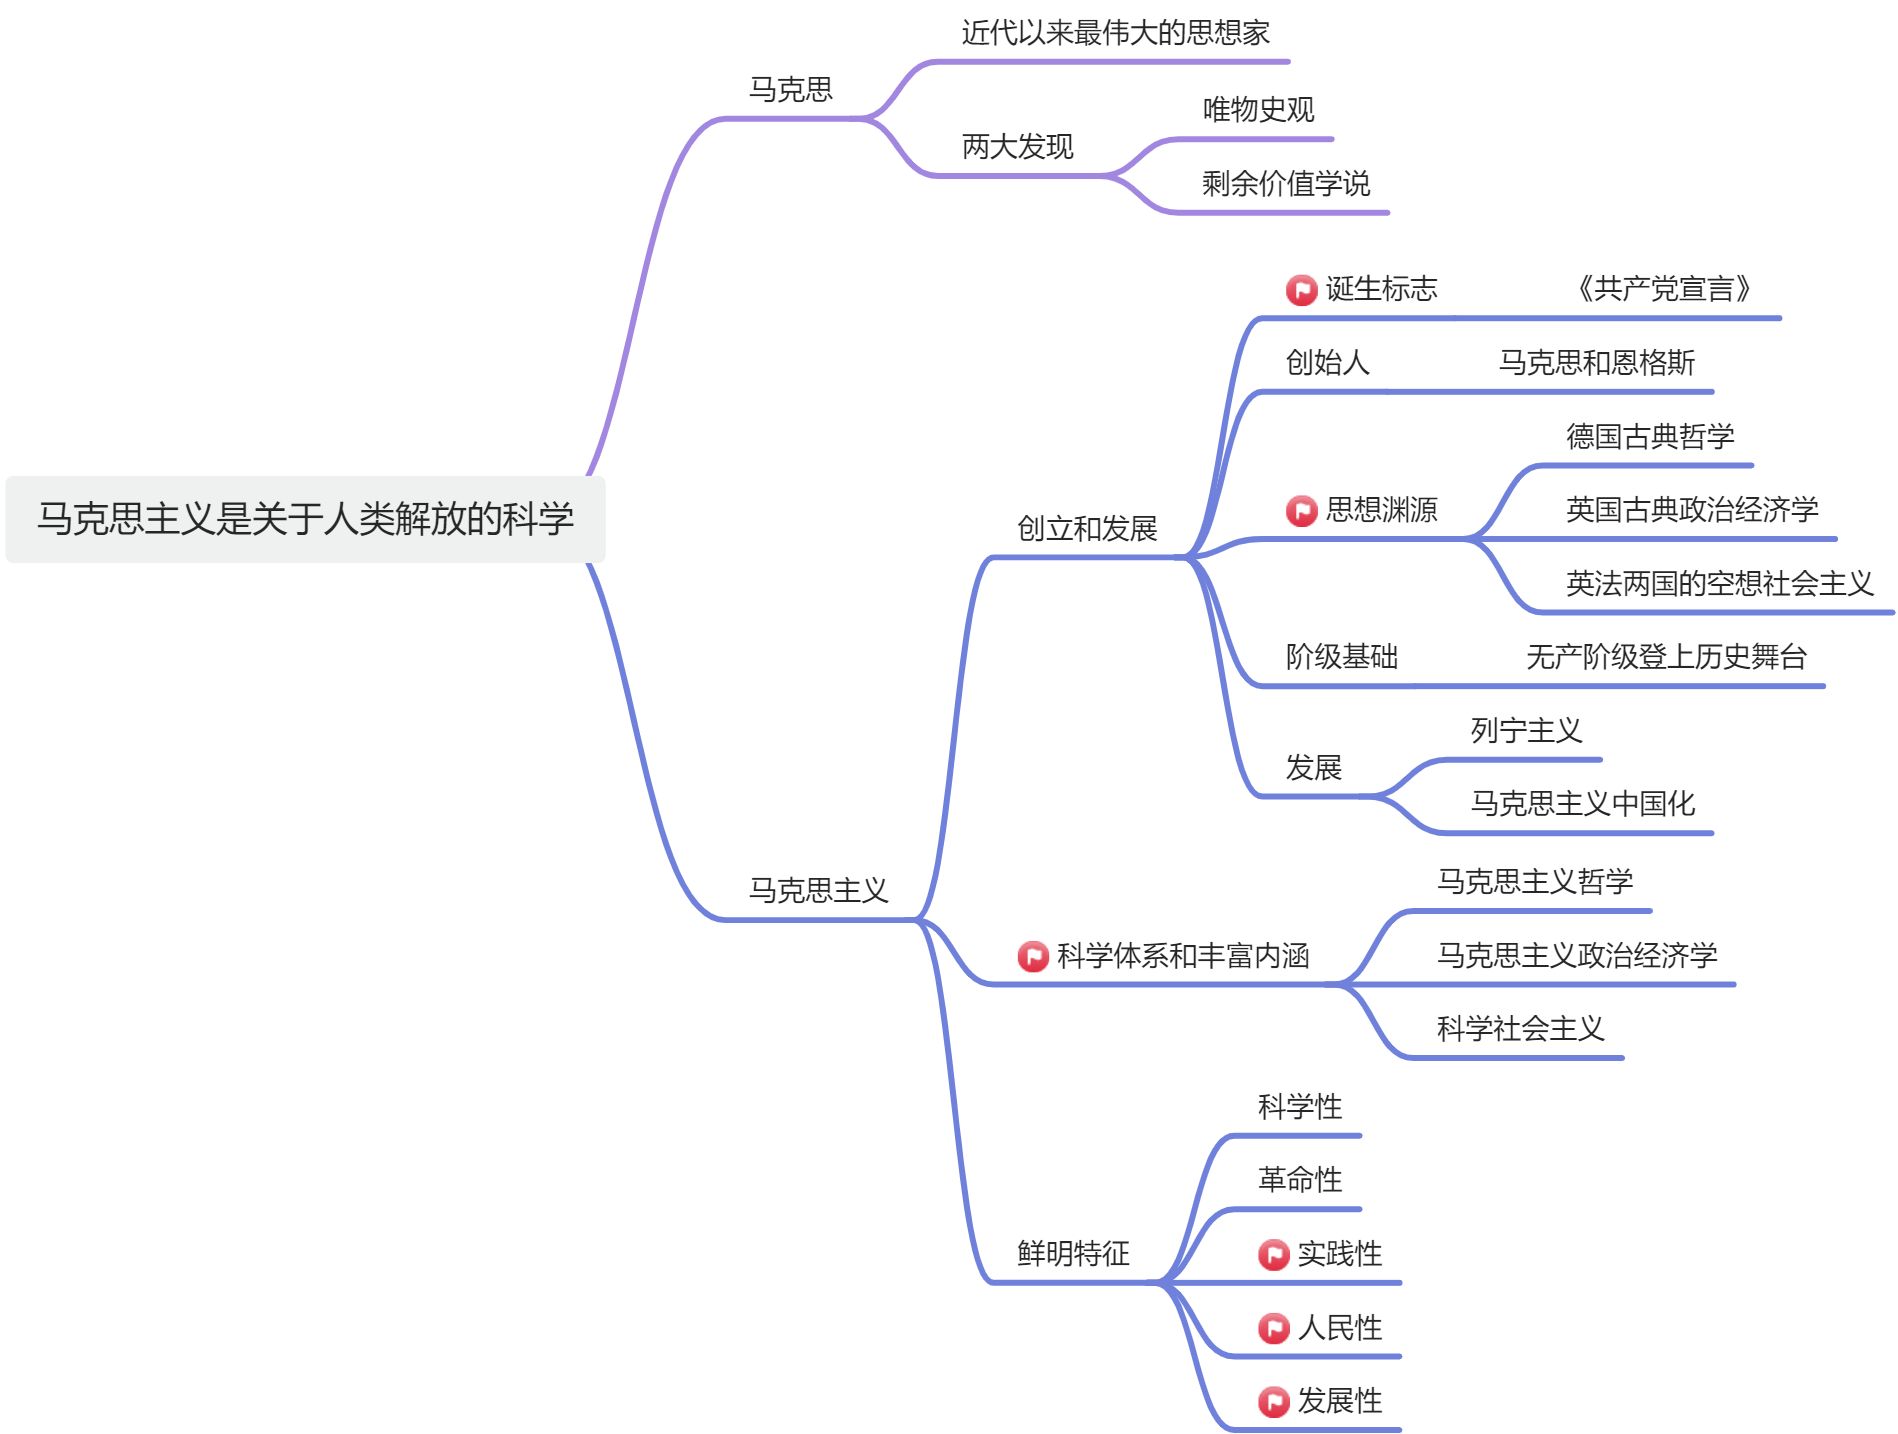 近代以来最伟大的思想家
马克思
唯物史观
两大发现
剩余价值学说
诞生标志
《共产党宣言》
创始人
马克思和恩格斯
德国古典哲学
马克思主义是关于人类解放的科学
创立和发展
思想渊源
英国古典政治经济学
英法两国的空想社会主义
阶级基础
无产阶级登上历史舞台
列宁主义
发展
马克思主义中国化
马克思主义
马克思主义哲学
科学体系和丰富内涵
马克思主义政治经济学
科学社会主义
科学性
革命性
鲜明特征
实践性
人民性
发展性